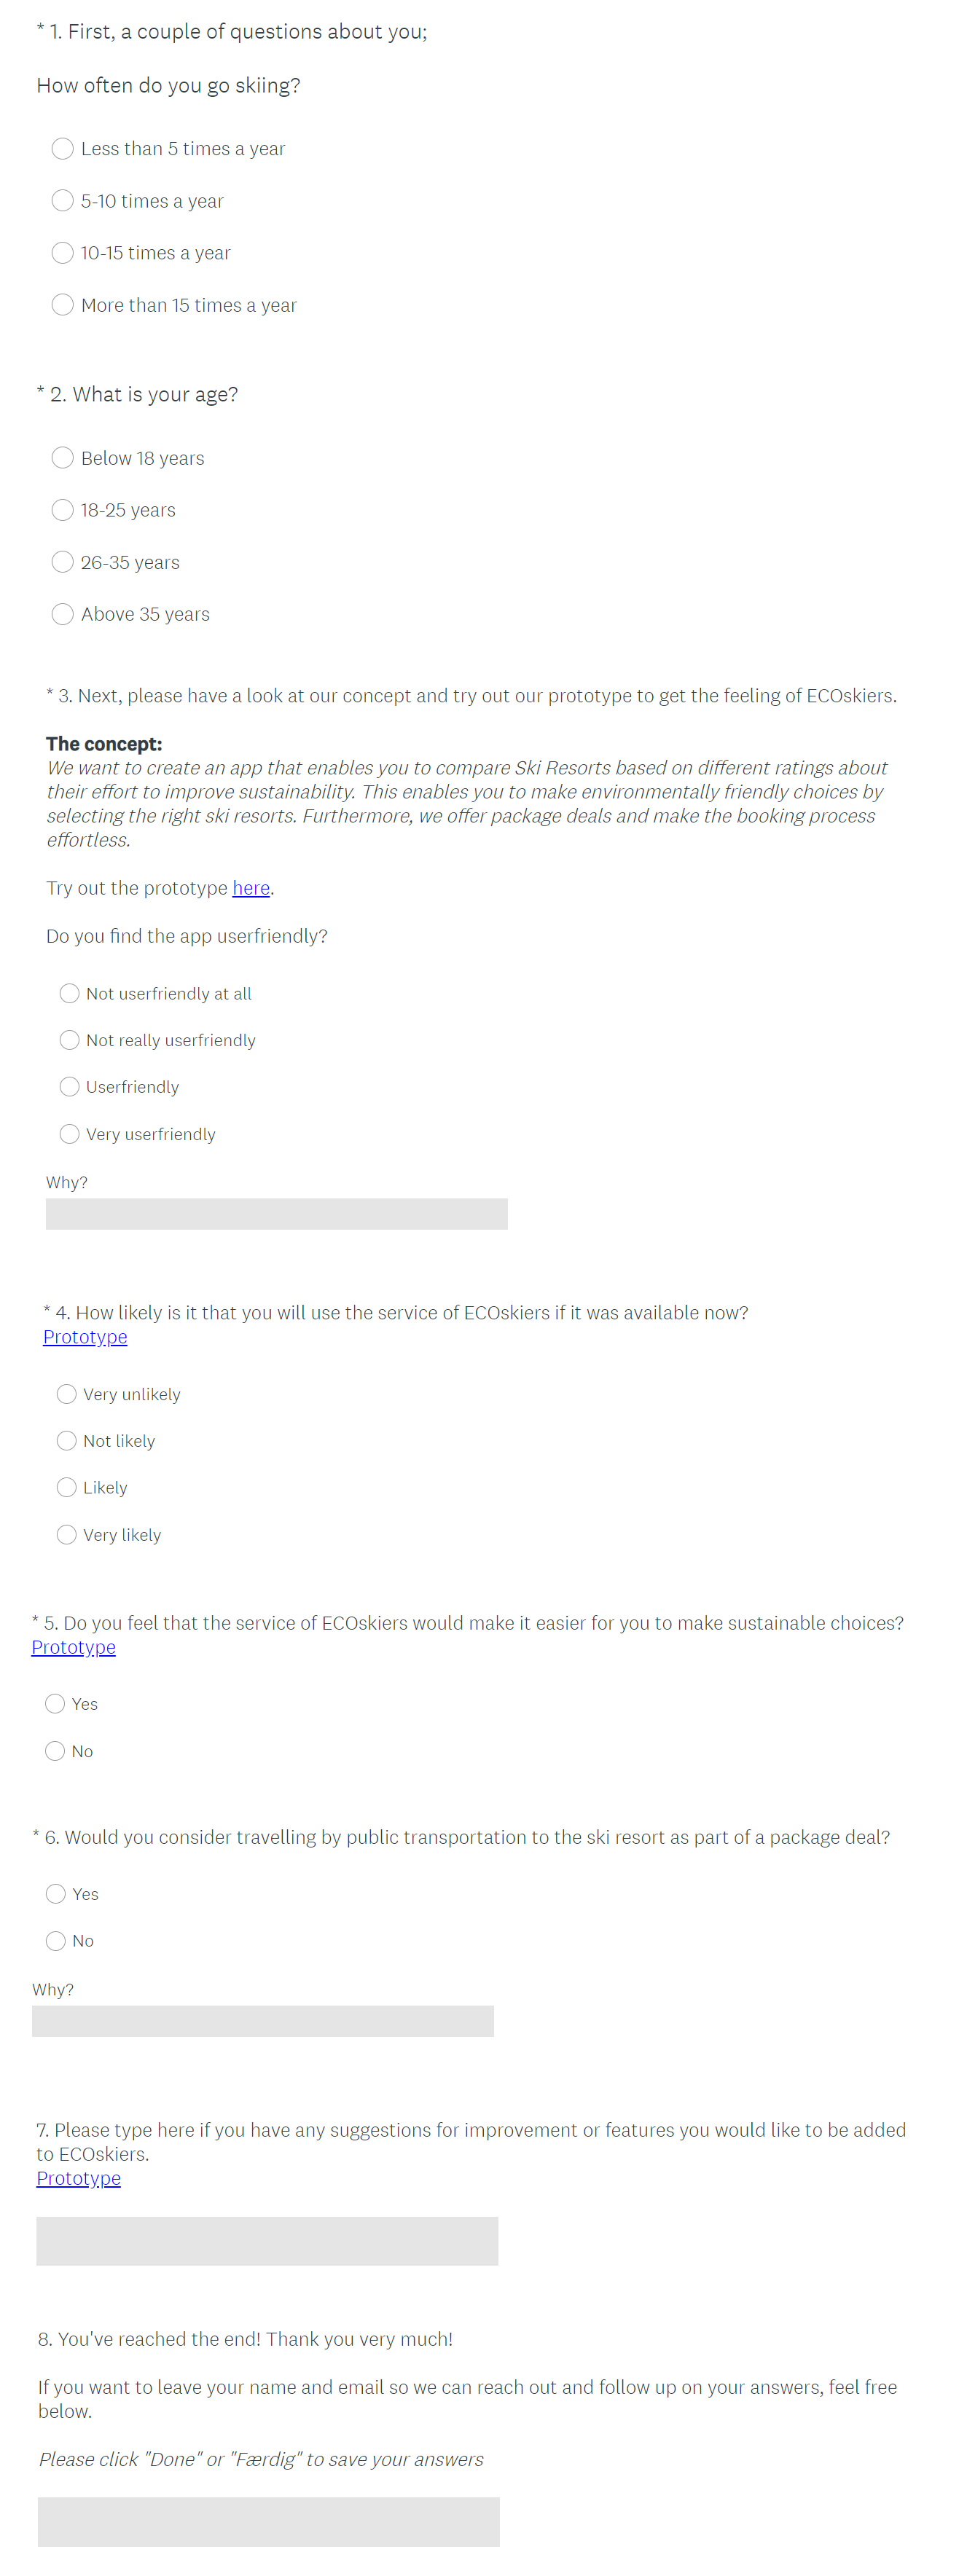 * 1. First, a couple of questions about you;
How often do you go skiing?
Less than 5 times a year
5-10 times a year
10-15 times a year
More than 15 times a year
* 2. What is your age?
Below 18 years
18-25 years
26-35 years
Above 35 years
* 3. Next, please have a look at our concept and try out our prototype to get the feeling of ECOskiers.
The concept:
We want to create an app that enables you to compare Ski Resorts based on different ratings about
their effort to improve sustainability. This enables you to make environmentally friendly choices by
selecting the right ski resorts. Furthermore, we offer package deals and make the booking process
effortless.
Try out the prototype here.
Do you find the app userfriendly?
Not userfriendly at all
Not really userfriendly
Userfriendly
Very userfriendly
Why?
* 4. How likely is it that you will use the service of ECOskiers if it was available now?
Prototype
Very unlikely
Not likely
Likely
Very likely
* 5. Do you feel that the service of ECOskiers would make it easier for you to make sustainable choices?
Prototype
Yes
No
* 6. Would you consider travelling by public transportation to the ski resort as part of a package deal?
Yes
No
Why?
7. Please type here if you have any suggestions for improvement or features you would like to be added
to ECOskiers.
Prototype
8. You've reached the end! Thank you very much!
If you want to leave your name and email so we can reach out and follow up on your answers, feel free
below.
Please click "Done" or "Færdig" to save your answers